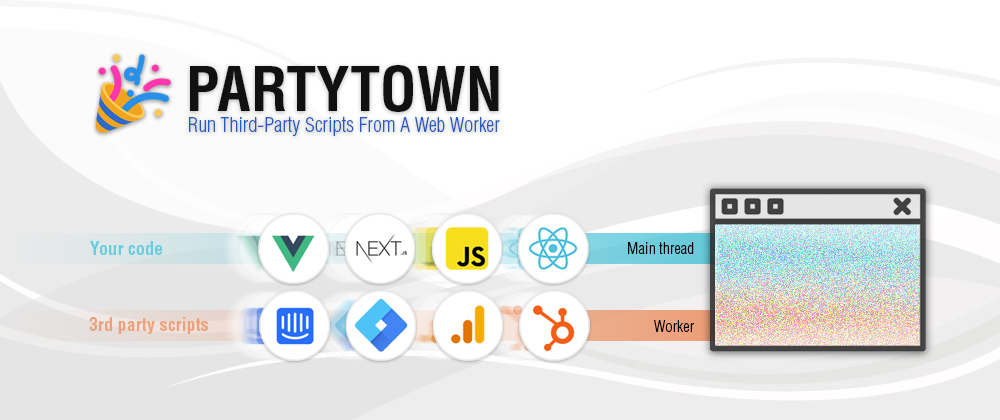 PARTYTOWN
Run Third-Party Scripts From A Web Worker
Your code
NEXT.JS
JS
Main thread
3rd party scripts
Worker